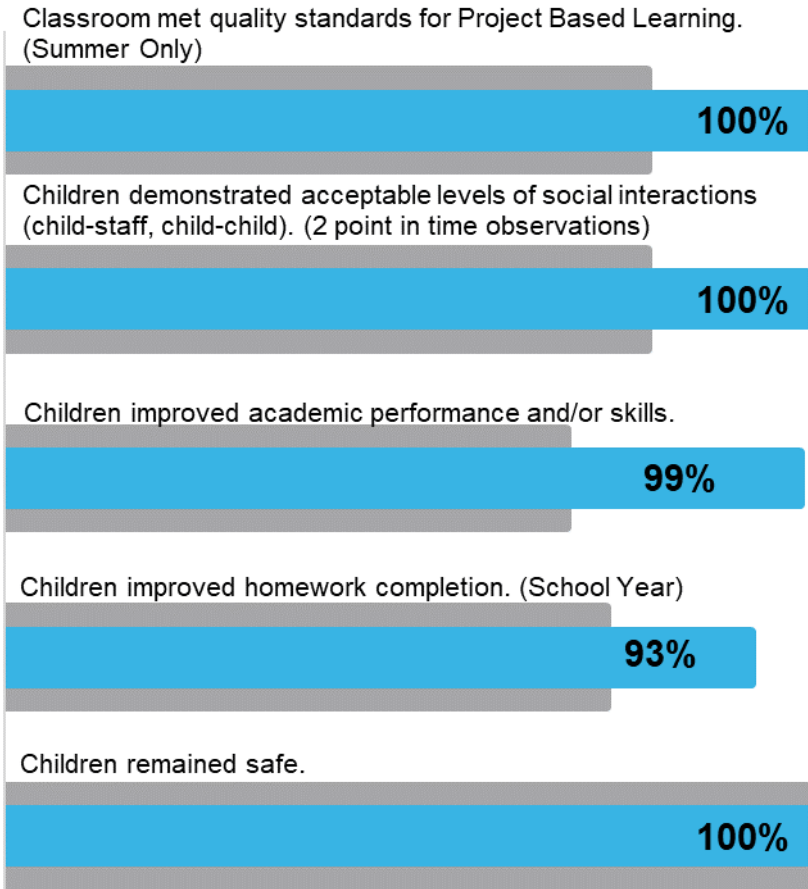 Classroom met quality standards for Project Based Learning.
(Summer Only)
100%
Children demonstrated acceptable levels of social interactions
(child-staff, child-child). (2 point in time observations)
100%
Children improved academic performance and/or skills.
99%
Children improved homework completion. (School Year)
93%
Children remained safe.
100%